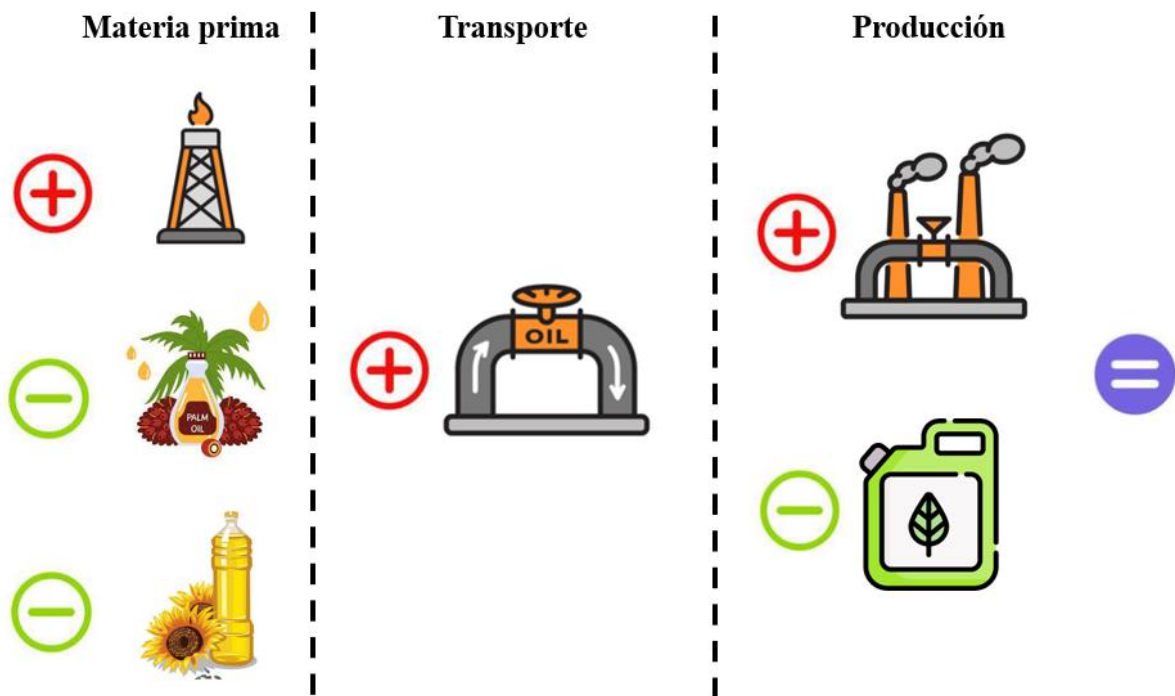 Materia prima
Transporte
Producción
OIL
PALM
OIL